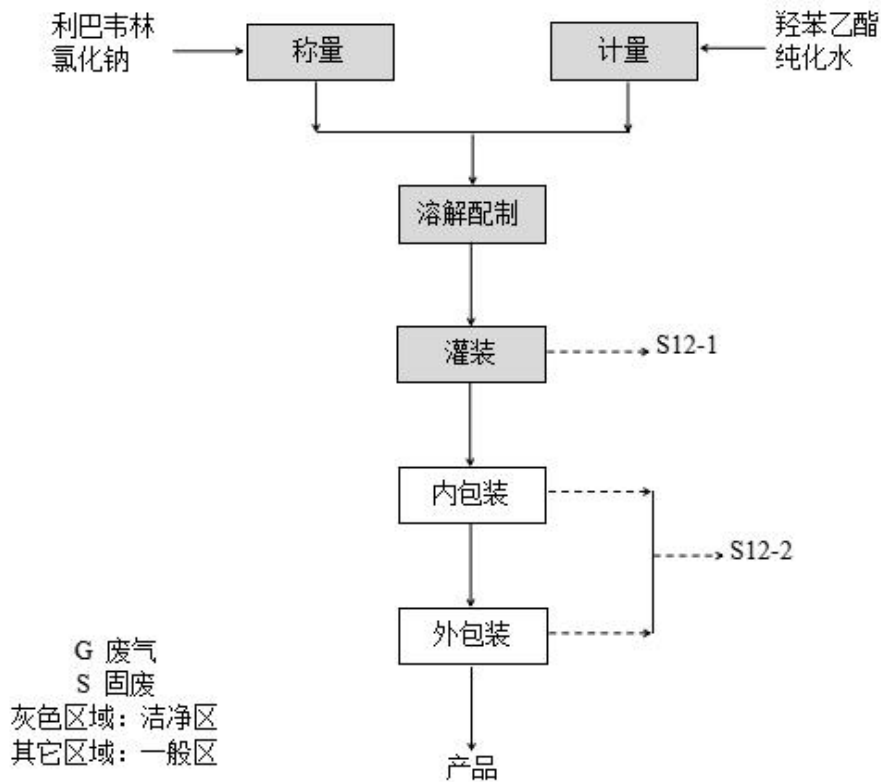 利巴韦林
氯化钠
称量
计量
羟苯乙酯
纯化水
溶解配制
灌装
S12-1
内包装
S12-2
外包装
G 废气
S 固废
灰色区域：洁净区
其它区域：一般区
产品